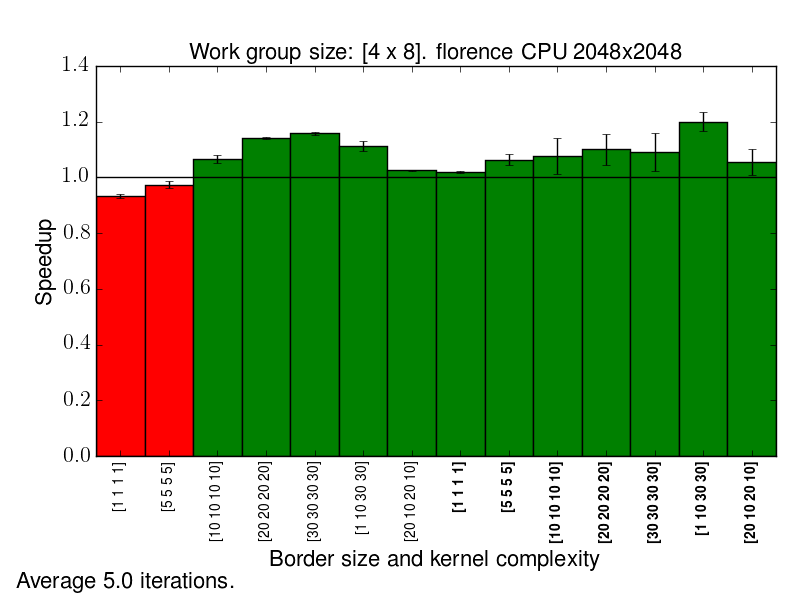 Work group size: [4 x 8]. florence CPU 2048x2048
1.4
1.2
1.0
0.8
0.6
0.4
0.2
0.0
Speedup
[1 1 1 1]
[5 5 5 5]
[10 10 10 10]
[20 20 20 20]
[30 30 30 30]
[1 10 30 30]
[20 10 20 10]
[1 1 1 1]
[5 5 5 5]
[10 10 10 10]
[20 20 20 20]
[30 30 30 30]
[1 10 30 30]
[20 10 20 10]
Border size and kernel complexity
Average 5.0 iterations.